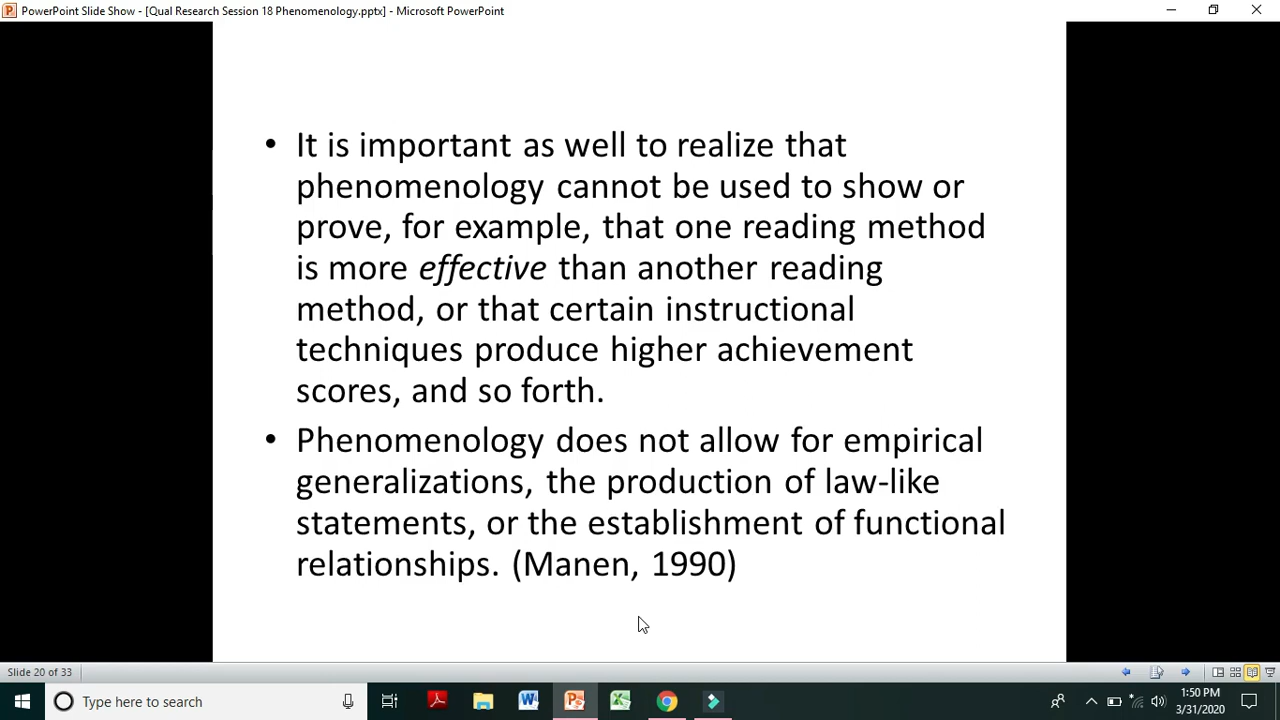 PowerPoint Slide Show - [Qual Research Session 18 Phenomenology.pptx] - Microsoft PowerPoint
• It is important as well to realize that
phenomenology cannot be used to show or
prove, for example, that one reading method
is more effective than another reading
method, or that certain instructional
techniques produce higher achievement
scores, and so forth.
• Phenomenology does not allow for empirical
generalizations, the production of law-like
statements, or the establishment of functional
relationships. (Manen, 1990)
Slide 20 of 33
Type here to search
1:50 PM
3/31/2020